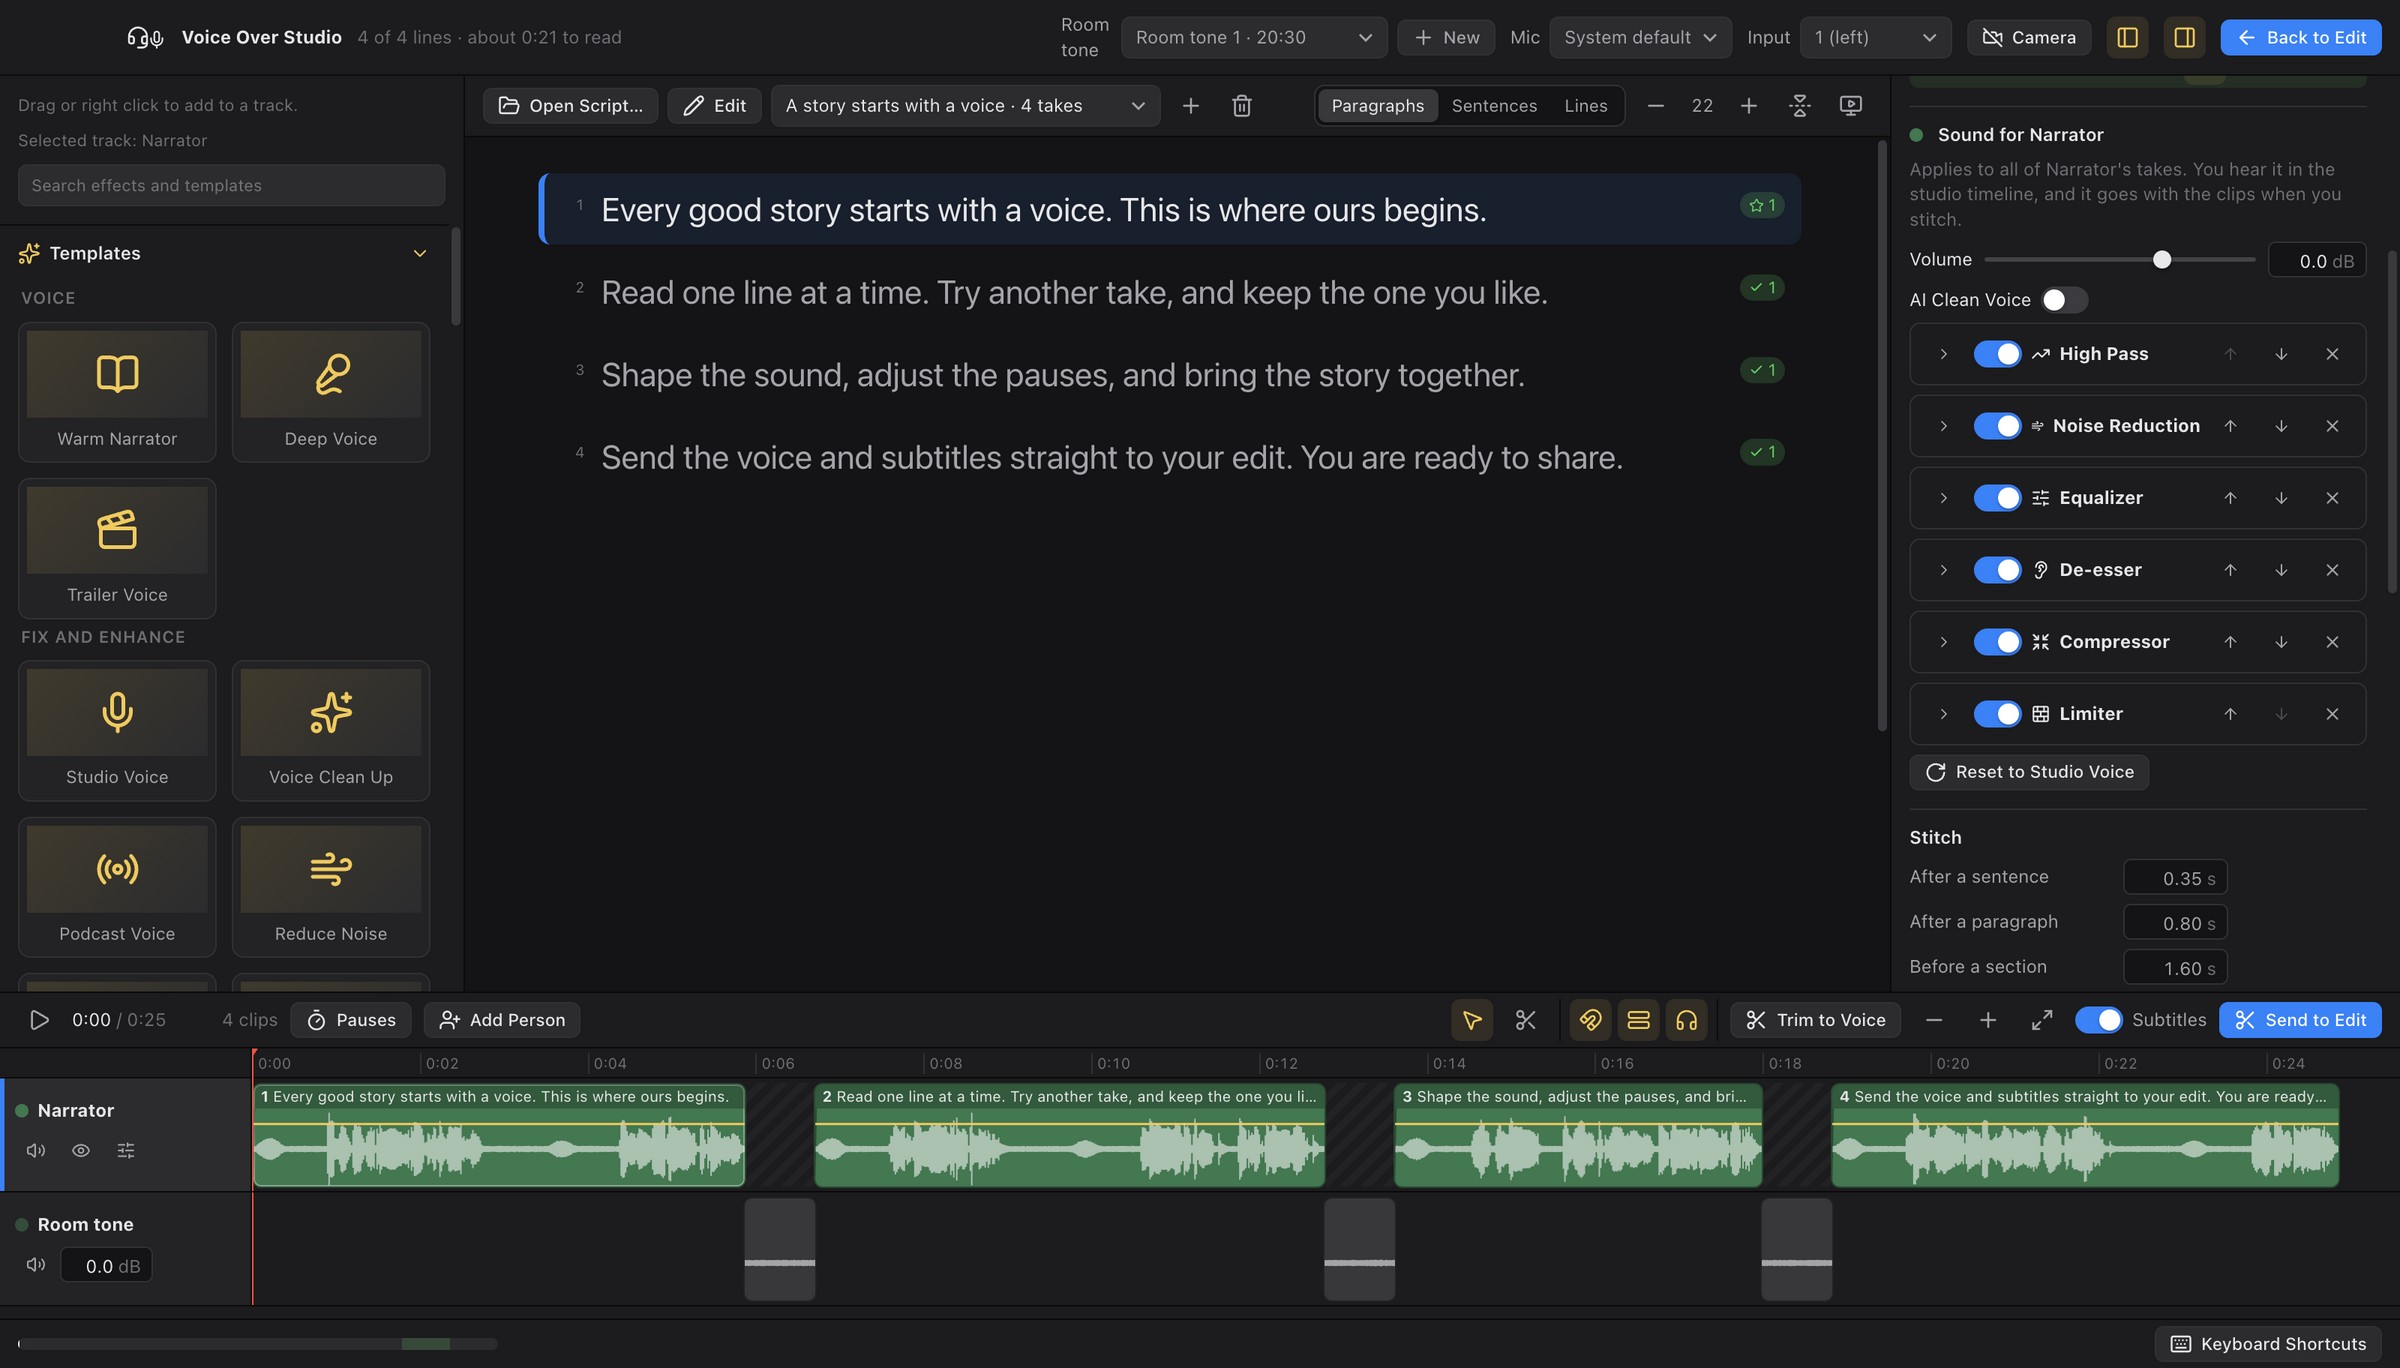 Voice Over Studio 4 of 4 lines · about 0:21 to read
Room tone Room tone 1 · 20:30 New Mic System default Input 1 (left) Camera Back to Edit
Drag or right click to add to a track.
Selected track: Narrator
Search effects and templates
Templates
VOICE
Warm Narrator
Deep Voice
Trailer Voice
FIX AND ENHANCE
Studio Voice
Voice Clean Up
Podcast Voice
Reduce Noise
Open Script... Edit A story starts with a voice · 4 takes Paragraphs Sentences Lines 22
1 Every good story starts with a voice. This is where ours begins. 1
2 Read one line at a time. Try another take, and keep the one you like. 1
3 Shape the sound, adjust the pauses, and bring the story together. 1
4 Send the voice and subtitles straight to your edit. You are ready to share. 1
Sound for Narrator
Applies to all of Narrator's takes. You hear it in the
studio timeline, and it goes with the clips when you
stitch.
Volume 0.0 dB
AI Clean Voice
High Pass
Noise Reduction
Equalizer
De-esser
Compressor
Limiter
Reset to Studio Voice
Stitch
After a sentence 0.35 s
After a paragraph 0.80 s
Before a section 1.60 s
0:00 / 0:25 4 clips Pauses Add Person Trim to Voice Subtitles Send to Edit
0:00 0:02 0:04 0:06 0:08 0:10 0:12 0:14 0:16 0:18 0:20 0:22 0:24
Narrator
1 Every good story starts with a voice. This is where ours begins.
2 Read one line at a time. Try another take, and keep the one you li...
3 Shape the sound, adjust the pauses, and bri...
4 Send the voice and subtitles straight to your edit. You are ready...
Room tone
0.0 dB
Keyboard Shortcuts